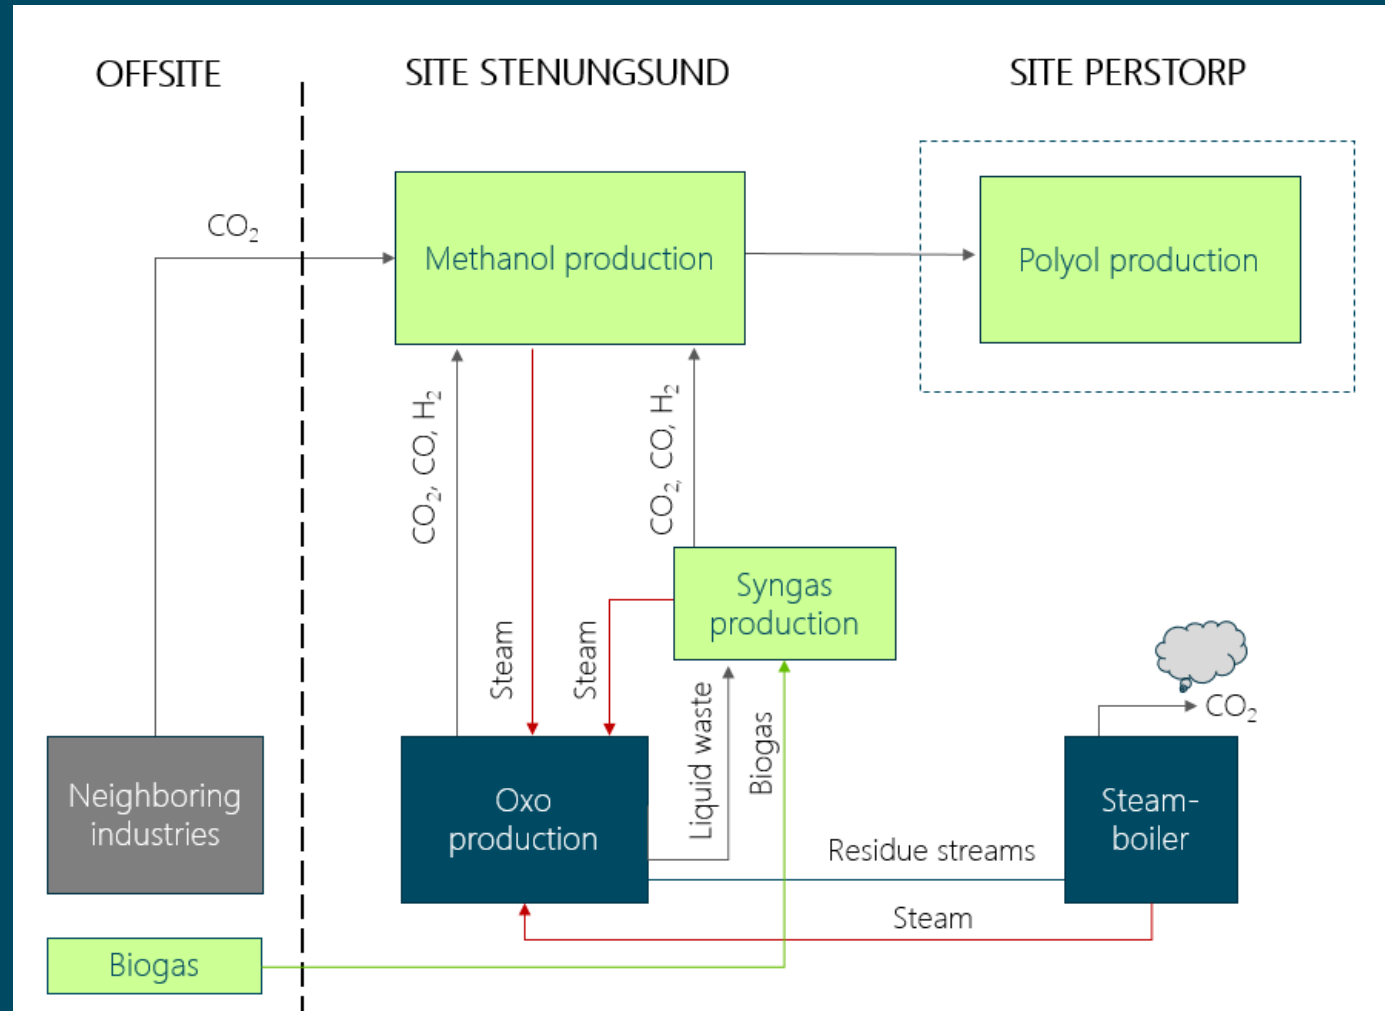 OFFSITE
SITE STENUNGSUND
SITE PERSTORP
CO₂
Methanol production
Polyol production
CO₂, CO, H₂
CO₂, CO, H₂
Syngas
production
Steam
Steam
Liquid waste
Biogas
CO₂
Neighboring
industries
Oxo
production
Steam-
boiler
Residue streams
Steam
Biogas